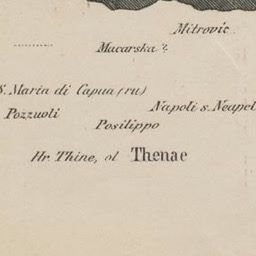 Mitrovic
Macarska
S. Maria di Capua (ru)
Napoli s. Neapel
Pozzuoli
Posilippo
Hr. Thine, ol Thenae